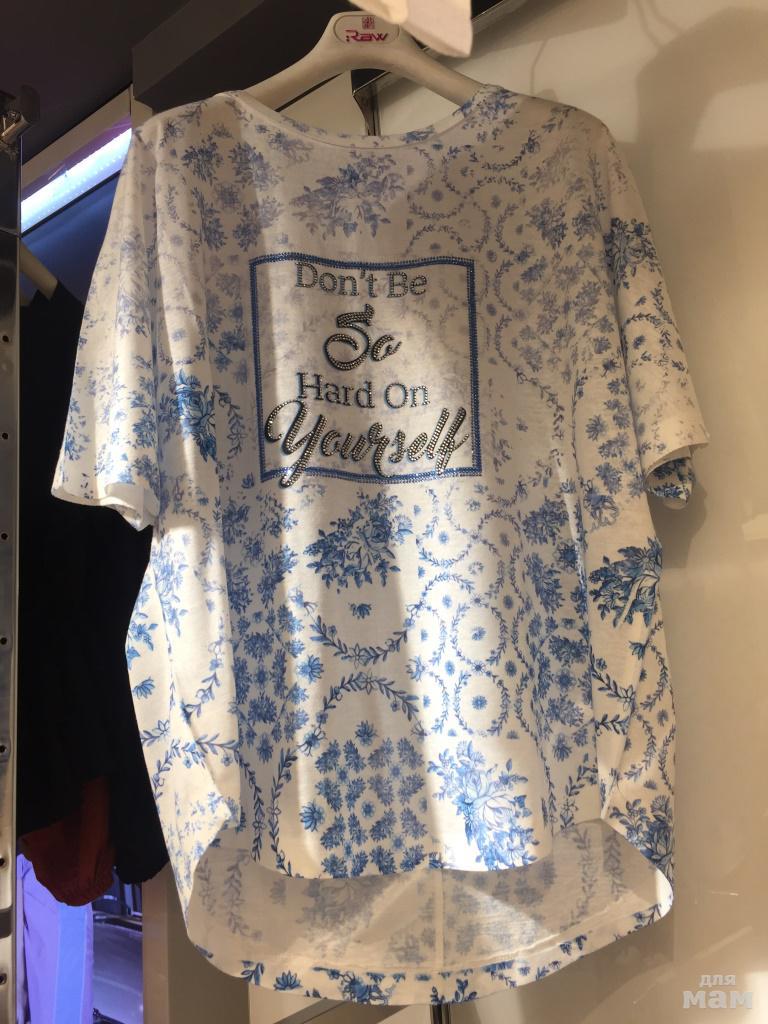 Raw
Don't Be
So
Hard On
Yourself
для
мам